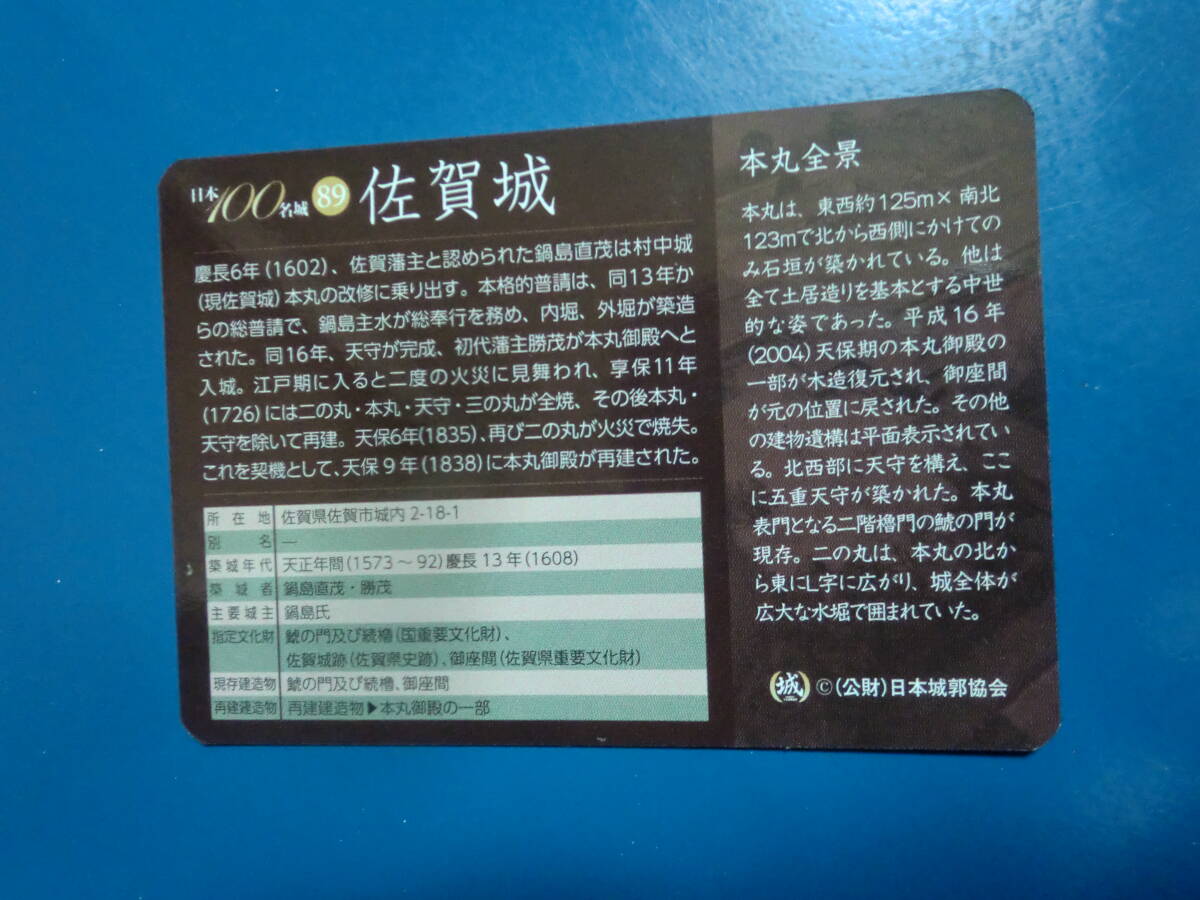 日本100名城 89 佐賀城
慶長6年(1602)、佐賀藩主と認められた鍋島直茂は村中城
(現佐賀城)本丸の改修に乗り出す。本格的普請は、同13年か
らの総普請で、鍋島主水が総奉行を務め、内堀、外堀が築造
された。同16年、天守が完成、初代藩主勝茂が本丸御殿へと
入城。江戸期に入ると二度の火災に見舞われ、享保11年
(1726)には二の丸・本丸・天守・三の丸が全焼、その後本丸・
天守を除いて再建。天保6年(1835)、再び二の丸が火災で焼失。
これを契機として、天保9年(1838)に本丸御殿が再建された。
所在地 佐賀県佐賀市城内 2-18-1
別名 —
築城年代 天正年間(1573〜92)慶長13年(1608)
築城者 鍋島直茂・勝茂
主要城主 鍋島氏
指定文化財 鯱の門及び続櫓(国重要文化財)、
佐賀城跡(佐賀県史跡)、御座間(佐賀県重要文化財)
現存建造物 鯱の門及び続櫓、御座間
再建建造物 再建建造物▶本丸御殿の一部
本丸全景
本丸は、東西約125m×南北
123mで北から西側にかけての
み石垣が築かれている。他は
全て土居造りを基本とする中世
的な姿であった。平成16年
(2004)天保期の本丸御殿の
一部が木造復元され、御座間
が元の位置に戻された。その他
の建物遺構は平面表示されてい
る。北西部に天守を構え、ここ
に五重天守が築かれた。本丸
表門となる二階櫓門の鯱の門が
現存。二の丸は、本丸の北か
ら東にL字に広がり、城全体が
広大な水堀で囲まれていた。
城 ©(公財)日本城郭協会